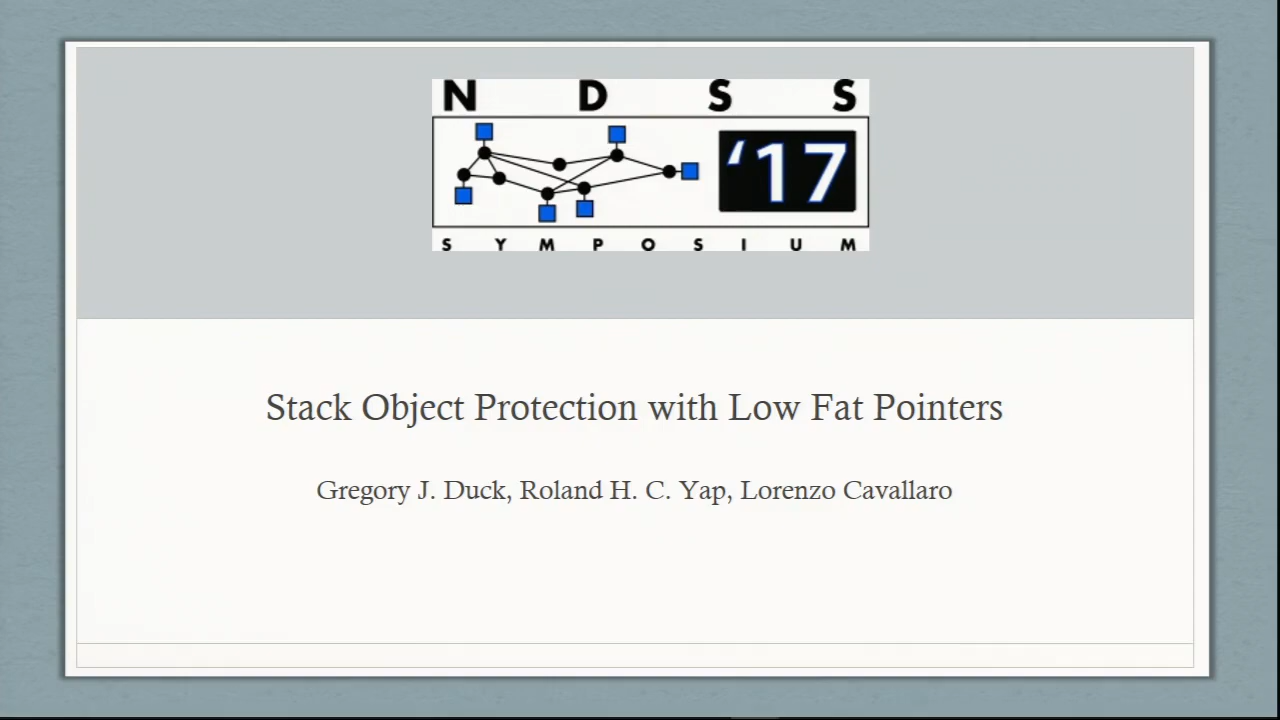 N D S S
‘17
S Y M P O S I U M
Stack Object Protection with Low Fat Pointers
Gregory J. Duck, Roland H. C. Yap, Lorenzo Cavallaro